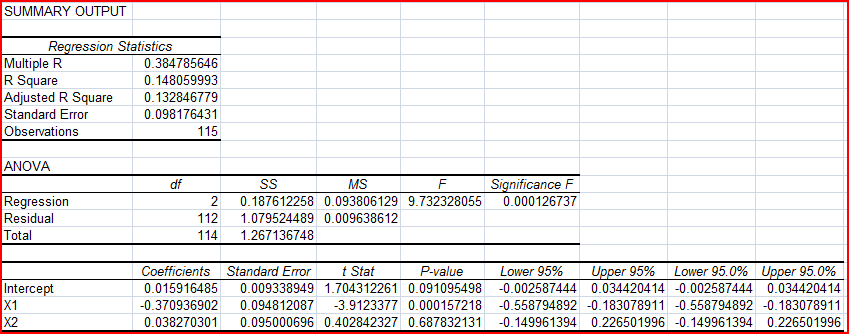 SUMMARY OUTPUT
Regression Statistics
Multiple R 0.384785646
R Square 0.148059993
Adjusted R Square 0.132846779
Standard Error 0.098176431
Observations 115
ANOVA
df SS MS F Significance F
Regression 2 0.187612258 0.093806129 9.732328055 0.000126737
Residual 112 1.079524489 0.009638612
Total 114 1.267136748
Coefficients Standard Error t Stat P-value Lower 95% Upper 95% Lower 95.0% Upper 95.0%
Intercept 0.015916485 0.009338949 1.704312261 0.091095498 -0.002587444 0.034420414 -0.002587444 0.034420414
X1 -0.370936902 0.094812087 -3.9123377 0.000157218 -0.558794892 -0.183078911 -0.558794892 -0.183078911
X2 0.038270301 0.095000696 0.402842327 0.687832131 -0.149961394 0.226501996 -0.149961394 0.226501996